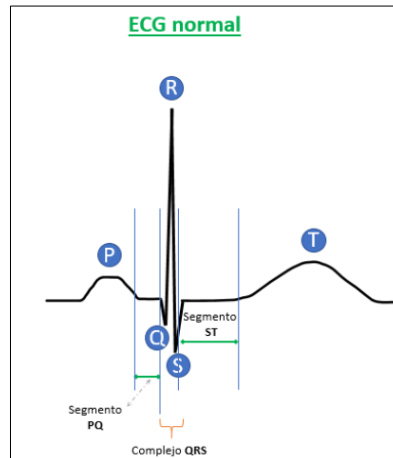 ECG normal
R
P
T
Q
S
Segmento
ST
Segmento
PQ
Complejo QRS